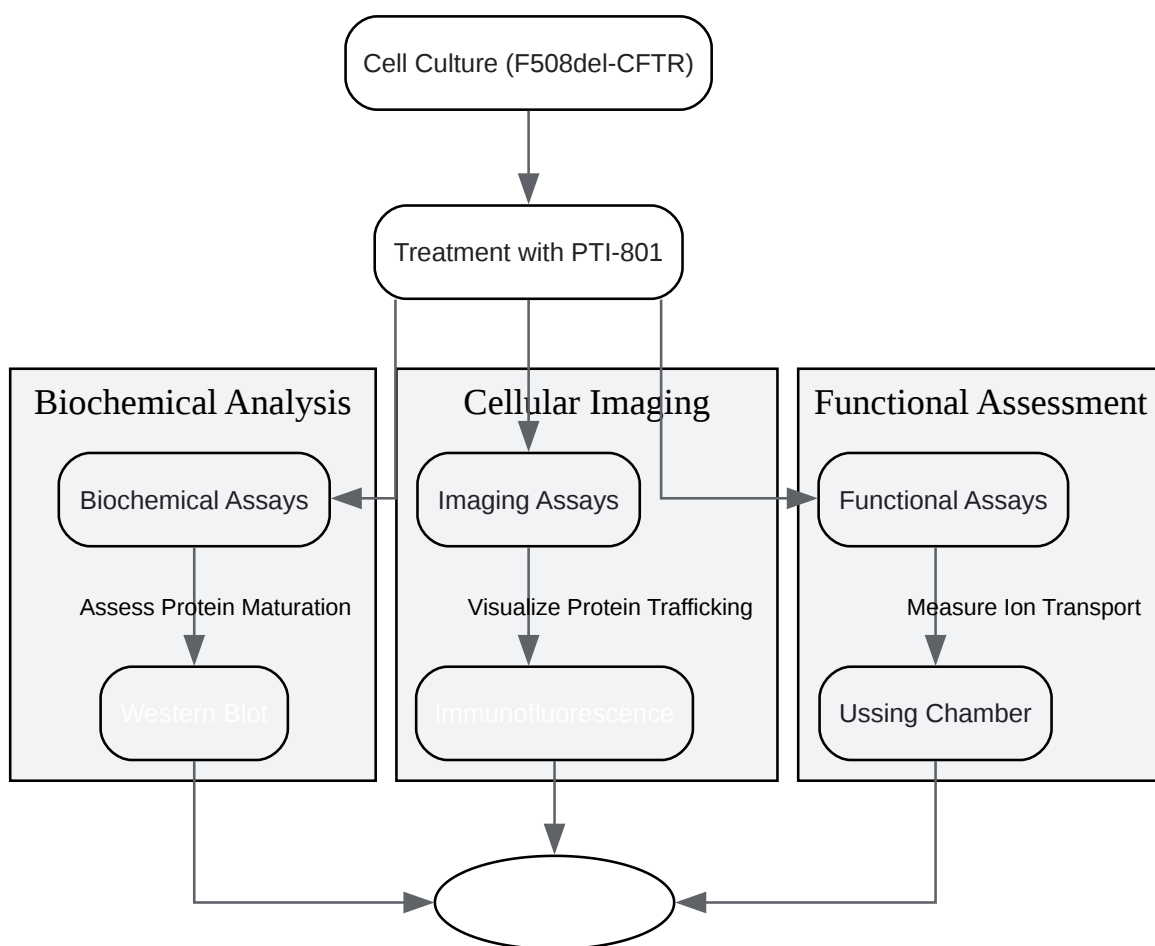 Cell Culture (F508del-CFTR)
Treatment with PTI-801
Biochemical Analysis
Cellular Imaging
Functional Assessment
Biochemical Assays
Imaging Assays
Functional Assays
Assess Protein Maturation
Visualize Protein Trafficking
Measure Ion Transport
Western Blot
Immunofluorescence
Ussing Chamber